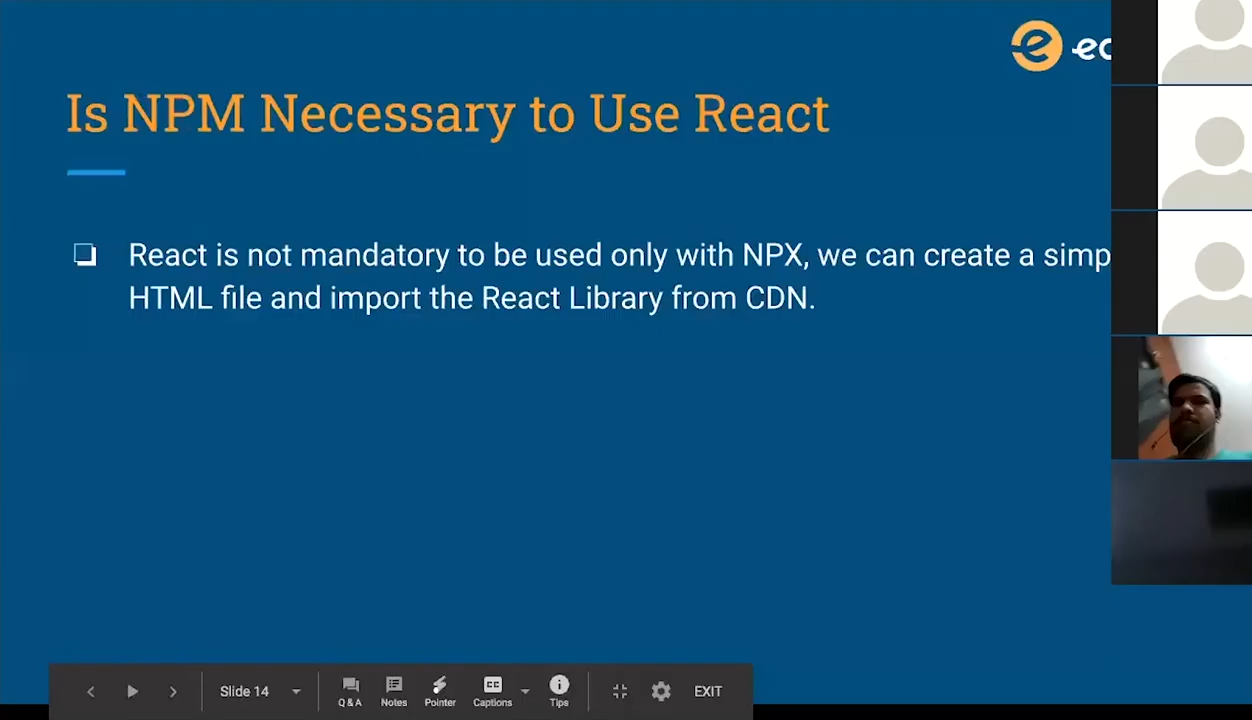 Is NPM Necessary to Use React
React is not mandatory to be used only with NPX, we can create a
HTML file and import the React Library from CDN.
Slide 14
Q & A
Notes
Pointer
CC
Captions
Tips
EXIT